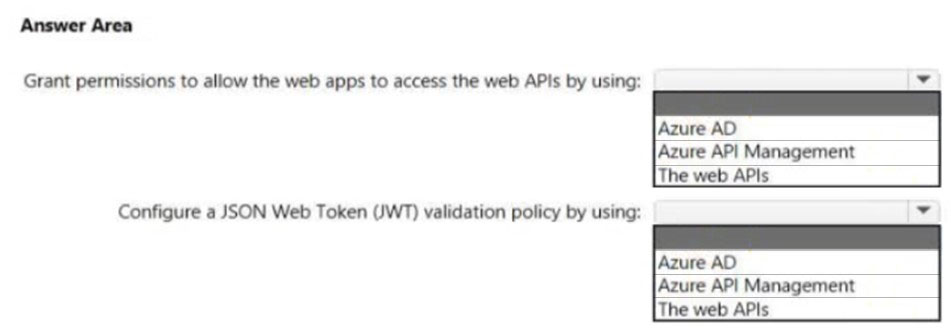 Answer Area
Grant permissions to allow the web apps to access the web APIs by using:
Azure AD
Azure API Management
The web APIs
Configure a JSON Web Token (JWT) validation policy by using:
Azure AD
Azure API Management
The web APIs